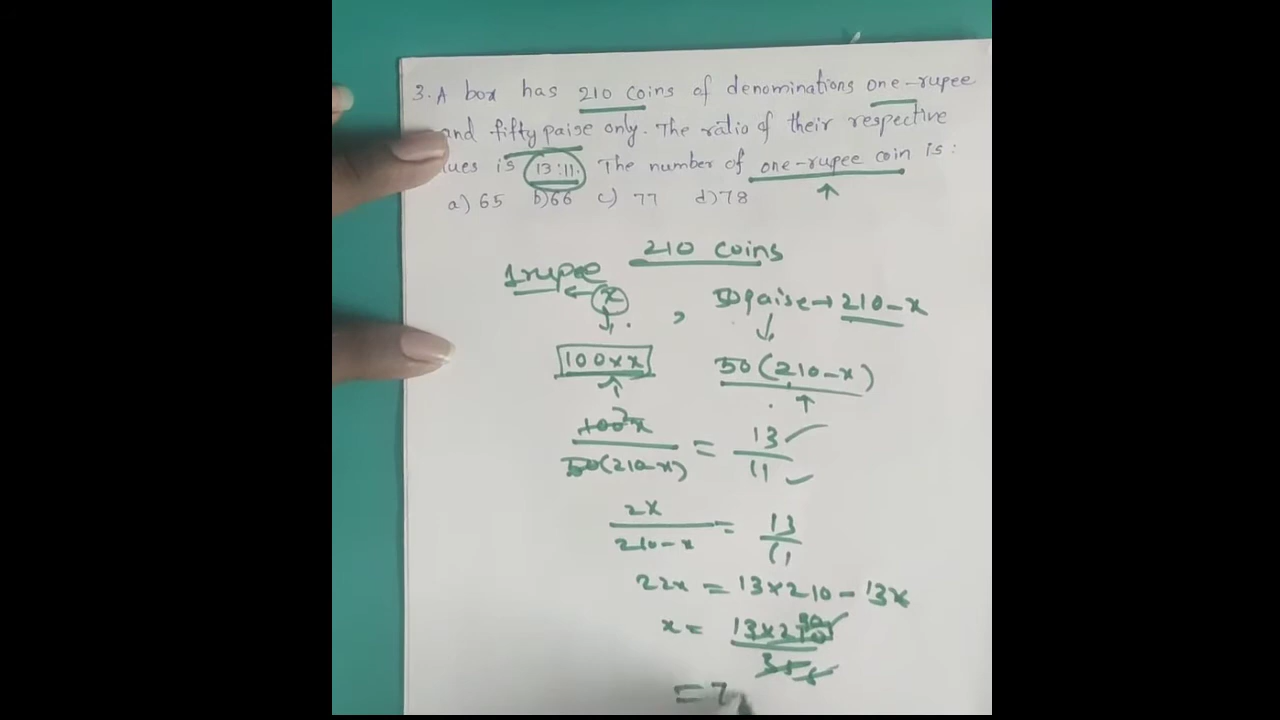 3. A box has 210 coins of denominations one-rupee
and fifty paise only. The ratio of their respective
lues is 13:11. The number of one-rupee coin is:
a) 65 b) 66 c) 77 d) 78
210 coins
1 rupee
x , 50 paise → 210-x
100×x 50(210-x)
100x / 50(210-x) = 13/11
2x / 210-x = 13/11
22x = 13×210 - 13x
x = 13×210 / 35
= 7